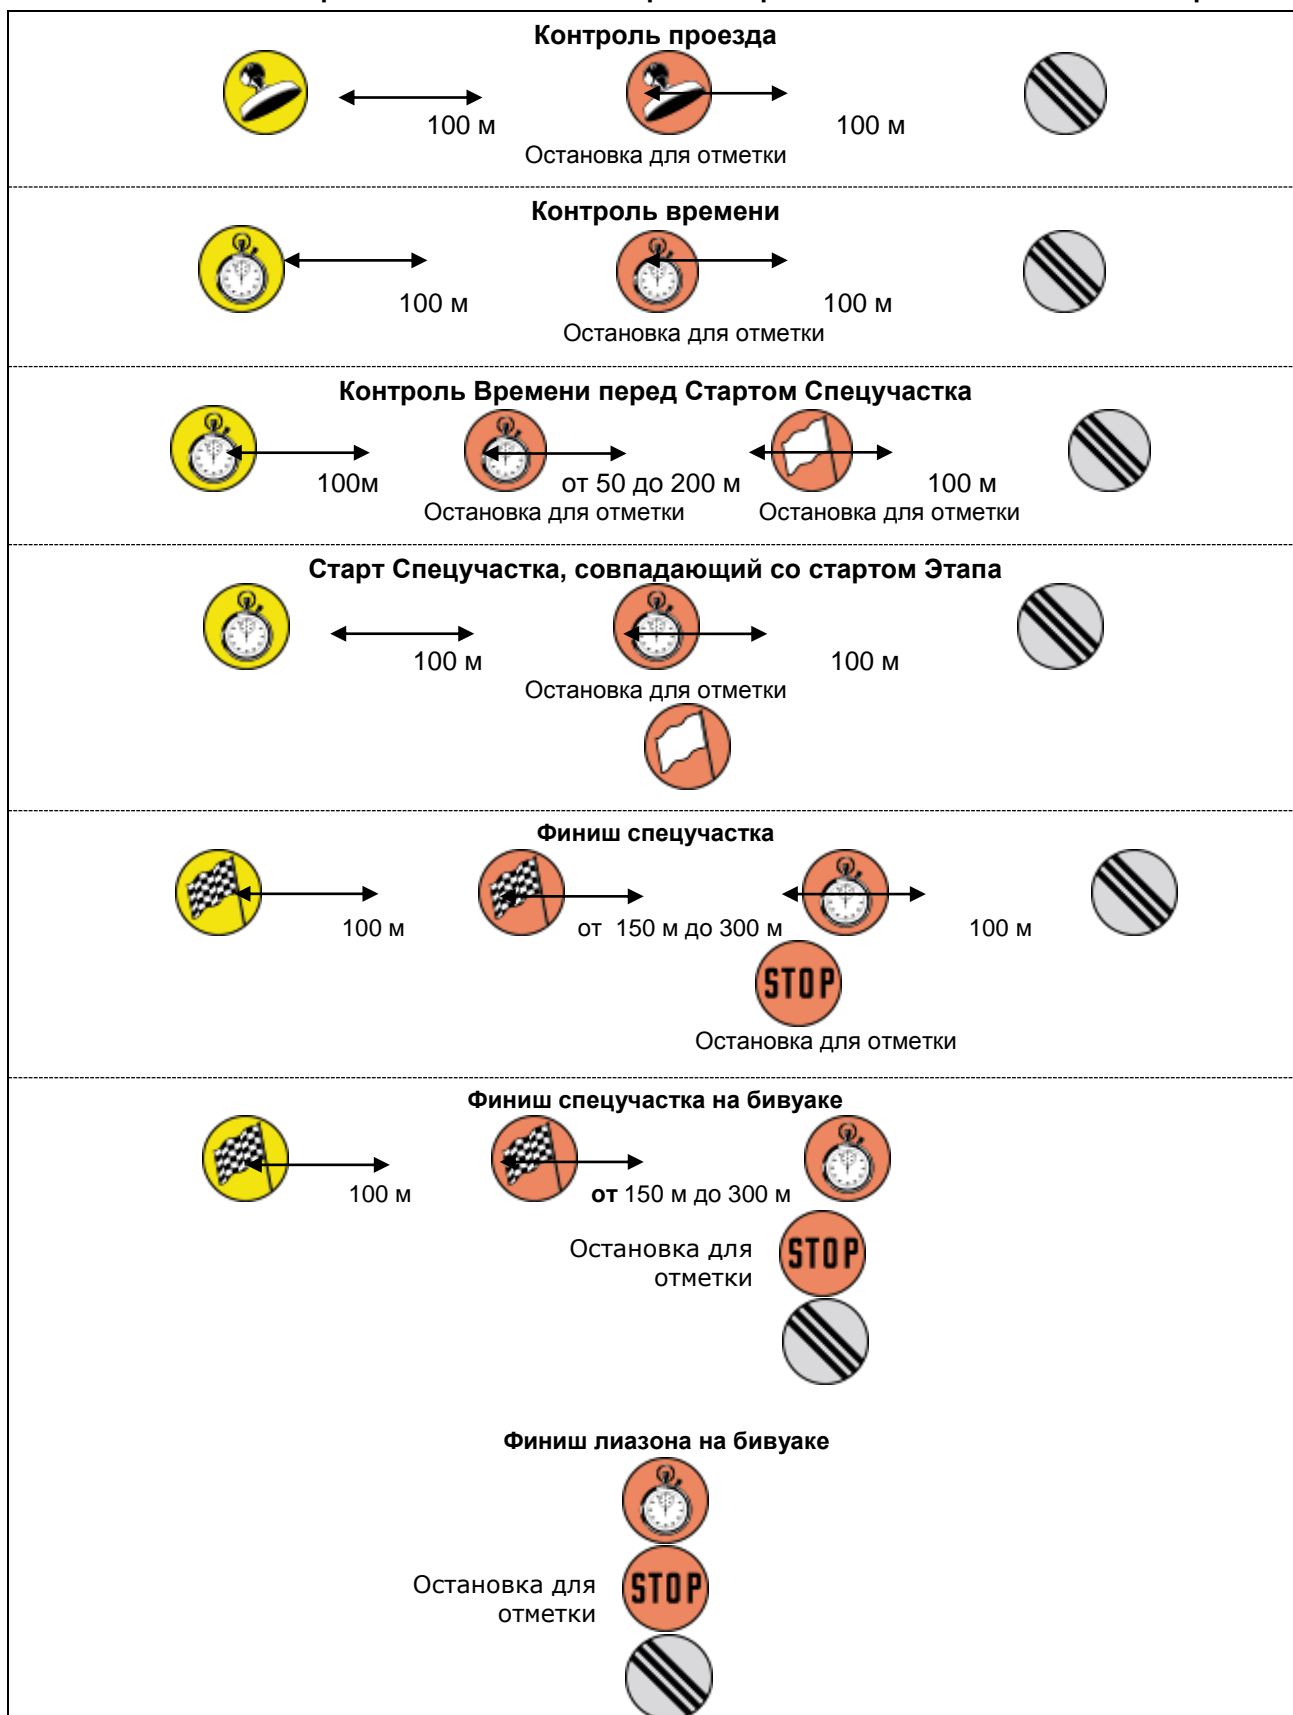 Контроль проезда
100 м
100 м
Остановка для отметки
Контроль времени
100 м
100 м
Остановка для отметки
Контроль Времени перед Стартом Спецучастка
100м
от 50 до 200 м
100 м
Остановка для отметки
Остановка для отметки
Старт Спецучастка, совпадающий со стартом Этапа
100 м
100 м
Остановка для отметки
Финиш спецучастка
100 м
от 150 м до 300 м
100 м
STOP
Остановка для отметки
Финиш спецучастка на бивуаке
100 м
от 150 м до 300 м
Остановка для
отметки
STOP
Финиш лиазона на бивуаке
Остановка для
отметки
STOP